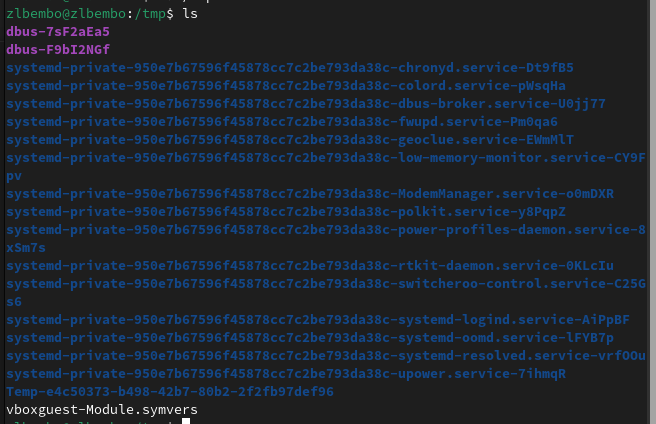 zlbembo@zlbembo:/tmp$ ls
dbus-7sF2aEa5
dbus-F9bI2NGf
systemd-private-950e7b67596f45878cc7c2be793da38c-chronyd.service-Dt9fB5
systemd-private-950e7b67596f45878cc7c2be793da38c-colord.service-pWsqHa
systemd-private-950e7b67596f45878cc7c2be793da38c-dbus-broker.service-U0jj77
systemd-private-950e7b67596f45878cc7c2be793da38c-fwupd.service-Pm0qa6
systemd-private-950e7b67596f45878cc7c2be793da38c-geoclue.service-EWmMlT
systemd-private-950e7b67596f45878cc7c2be793da38c-low-memory-monitor.service-CY9F
pv
systemd-private-950e7b67596f45878cc7c2be793da38c-ModemManager.service-o0mDXR
systemd-private-950e7b67596f45878cc7c2be793da38c-polkit.service-y8PqpZ
systemd-private-950e7b67596f45878cc7c2be793da38c-power-profiles-daemon.service-8
xSm7s
systemd-private-950e7b67596f45878cc7c2be793da38c-rtkit-daemon.service-0KLcIu
systemd-private-950e7b67596f45878cc7c2be793da38c-switcheroo-control.service-C25G
s6
systemd-private-950e7b67596f45878cc7c2be793da38c-systemd-logind.service-AiPpBF
systemd-private-950e7b67596f45878cc7c2be793da38c-systemd-oomd.service-lFYB7p
systemd-private-950e7b67596f45878cc7c2be793da38c-systemd-resolved.service-vrfOOu
systemd-private-950e7b67596f45878cc7c2be793da38c-upower.service-7ihmqR
Temp-e4c50373-b498-42b7-80b2-2f2fb97def96
vboxguest-Module.symvers